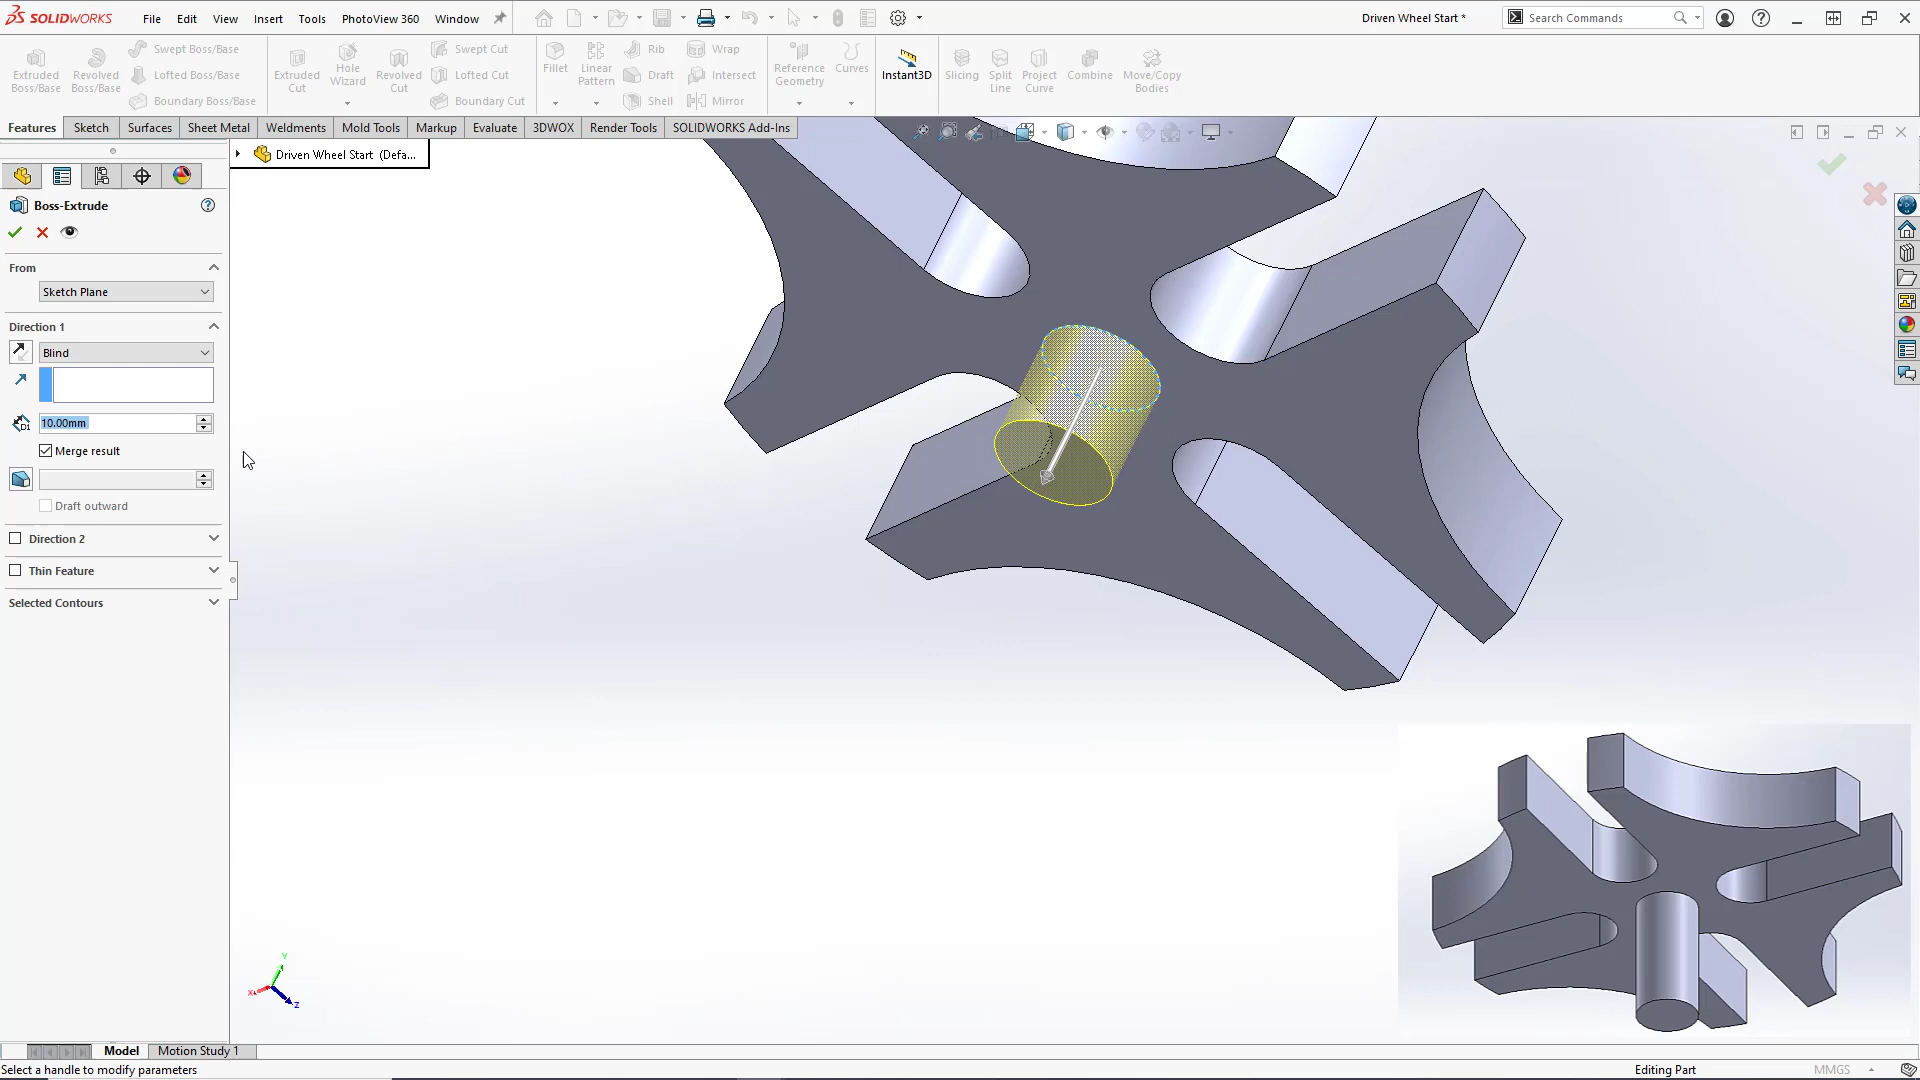 SOLIDWORKS File Edit View Insert Tools PhotoView 360 Window Driven Wheel Start * Search Commands
Extruded Boss/Base
Revolved Boss/Base
Swept Boss/Base
Lofted Boss/Base
Boundary Boss/Base
Extruded Cut
Hole Wizard
Revolved Cut
Swept Cut
Lofted Cut
Boundary Cut
Fillet
Linear Pattern
Rib
Draft
Shell
Wrap
Intersect
Mirror
Reference Geometry
Curves
Instant3D
Slicing
Split Line
Project Curve
Combine
Move/Copy Bodies
Features Sketch Surfaces Sheet Metal Weldments Mold Tools Markup Evaluate 3DWOX Render Tools SOLIDWORKS Add-Ins
Driven Wheel Start (Defa...
Boss-Extrude
From
Sketch Plane
Direction 1
Blind
D1
10.00mm
Merge result
Draft outward
Direction 2
Thin Feature
Selected Contours
Y
X
Z
Model Motion Study 1
Select a handle to modify parameters Editing Part MMGS